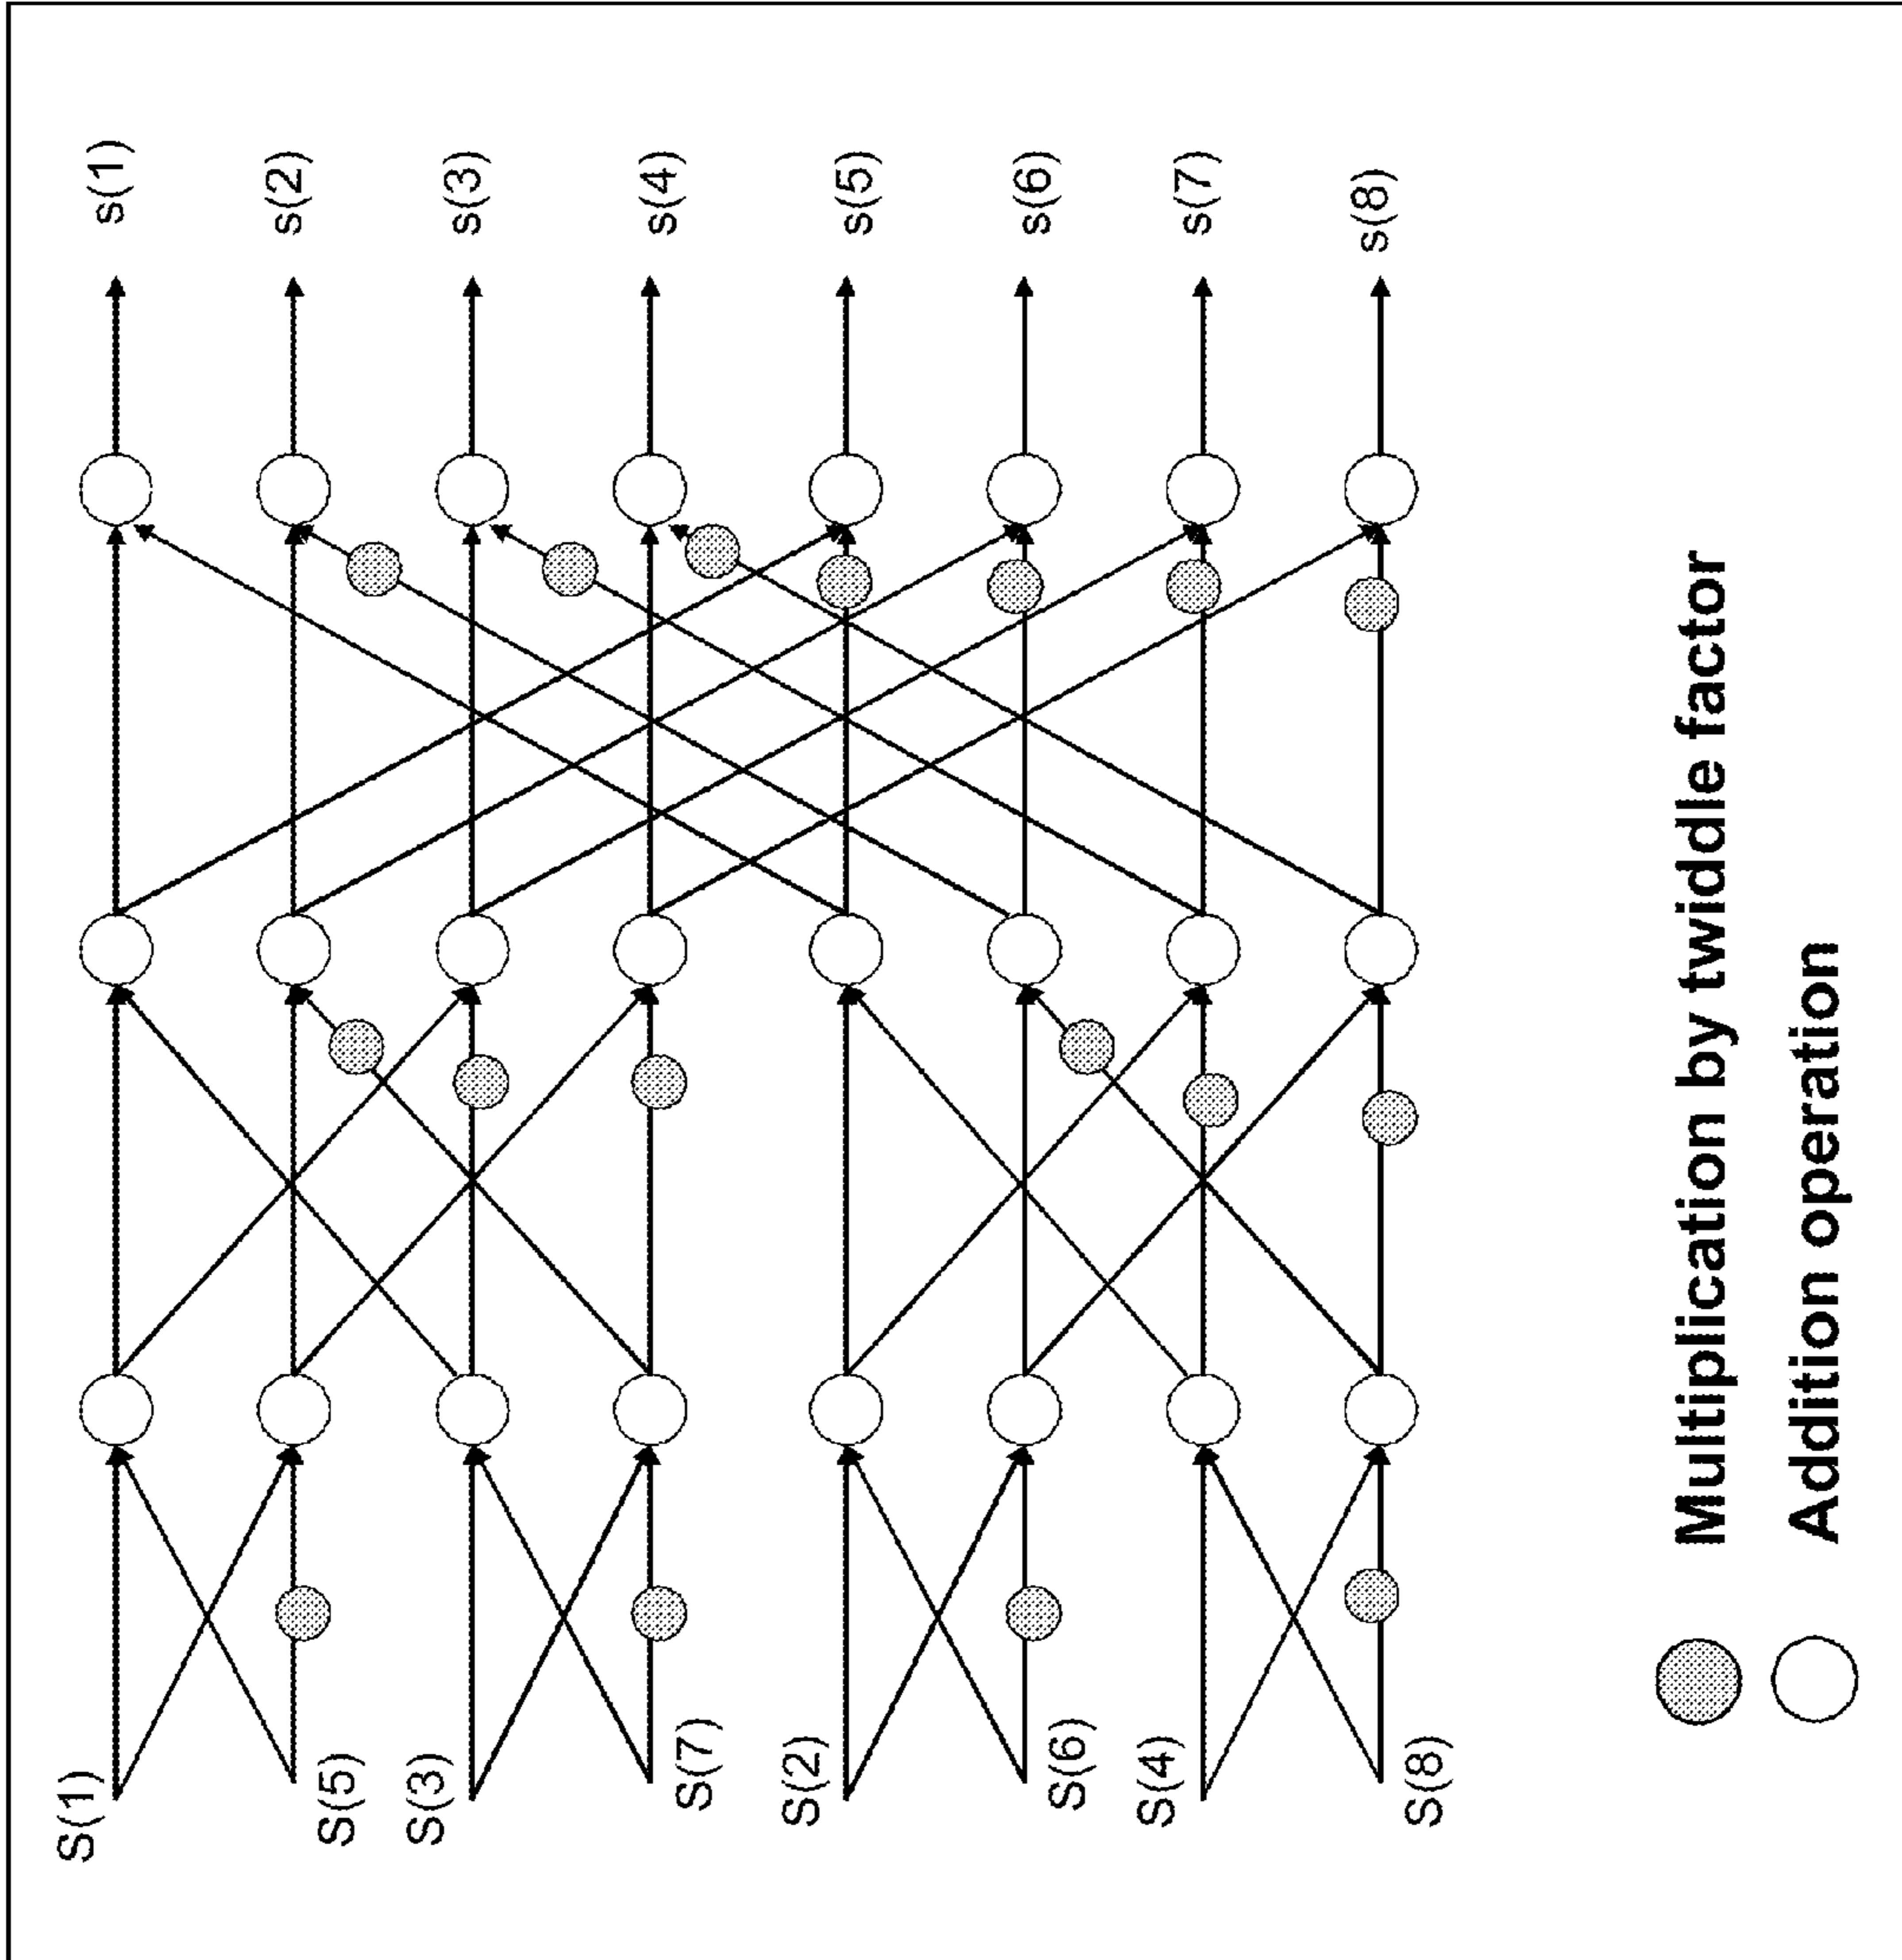 S(1)
S(5)
S(3)
S(7)
S(2)
S(6)
S(4)
S(8)
s(1)
s(2)
s(3)
s(4)
s(5)
s(6)
s(7)
s(8)
Multiplication by twiddle factor
Addition operation